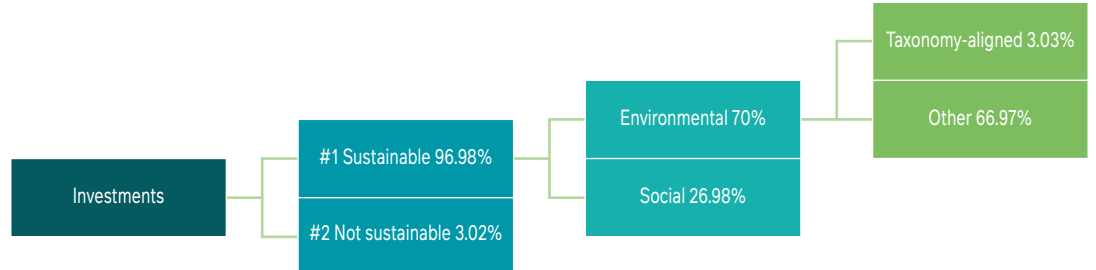 Investments
#1 Sustainable 96.98%
#2 Not sustainable 3.02%
Environmental 70%
Social 26.98%
Taxonomy-aligned 3.03%
Other 66.97%